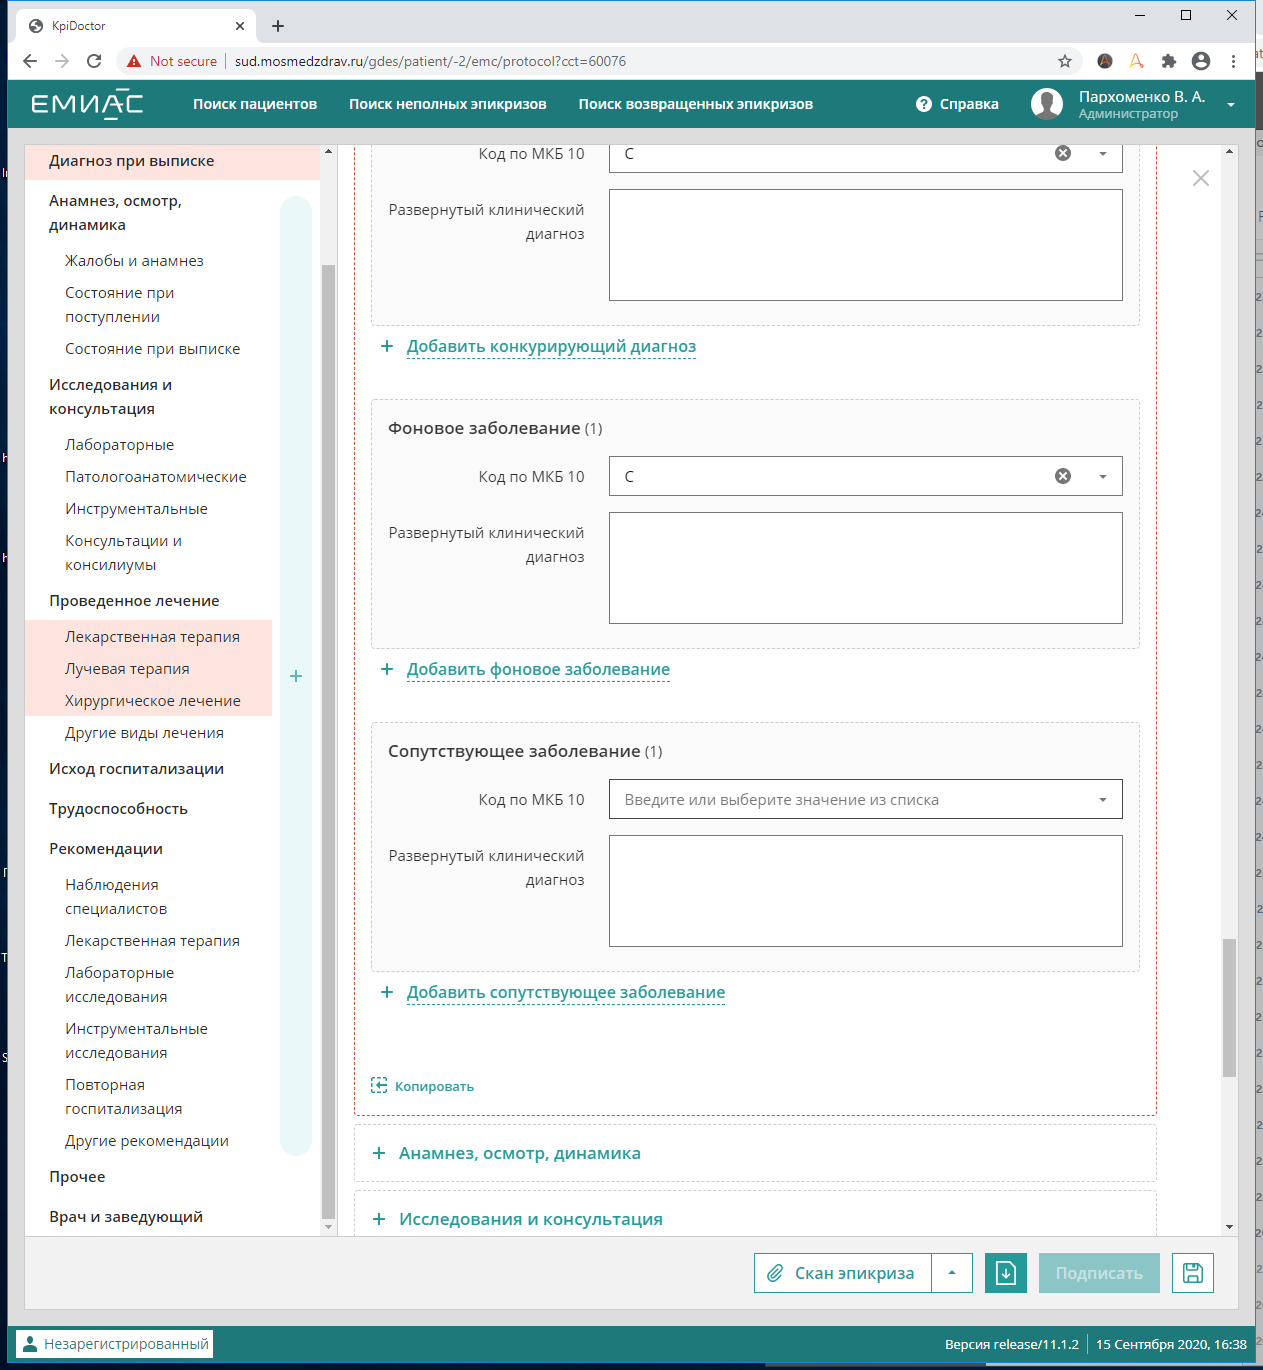 KpiDoctor
Not secure
sud.mosmedzdrav.ru/gdes/patient/-2/emc/protocol?cct=60076
ЕМИАС
Поиск пациентов
Поиск неполных эпикризов
Поиск возвращенных эпикризов
Справка
Пархоменко В. А.
Администратор
Диагноз при выписке
Анамнез, осмотр,
динамика
Жалобы и анамнез
Состояние при
поступлении
Состояние при выписке
Исследования и
консультация
Лабораторные
Патологоанатомические
Инструментальные
Консультации и
консилиумы
Проведенное лечение
Лекарственная терапия
Лучевая терапия
Хирургическое лечение
Другие виды лечения
Исход госпитализации
Трудоспособность
Рекомендации
Наблюдения
специалистов
Лекарственная терапия
Лабораторные
исследования
Инструментальные
исследования
Повторная
госпитализация
Другие рекомендации
Прочее
Врач и заведующий
Код по МКБ 10
C
Развернутый клинический
диагноз
+ Добавить конкурирующий диагноз
Фоновое заболевание (1)
Код по МКБ 10
C
Развернутый клинический
диагноз
+ Добавить фоновое заболевание
Сопутствующее заболевание (1)
Код по МКБ 10
Введите или выберите значение из списка
Развернутый клинический
диагноз
+ Добавить сопутствующее заболевание
Копировать
+ Анамнез, осмотр, динамика
+ Исследования и консультация
Скан эпикриза
Подписать
Незарегистрированный
Версия release/11.1.2
15 Сентября 2020, 16:38